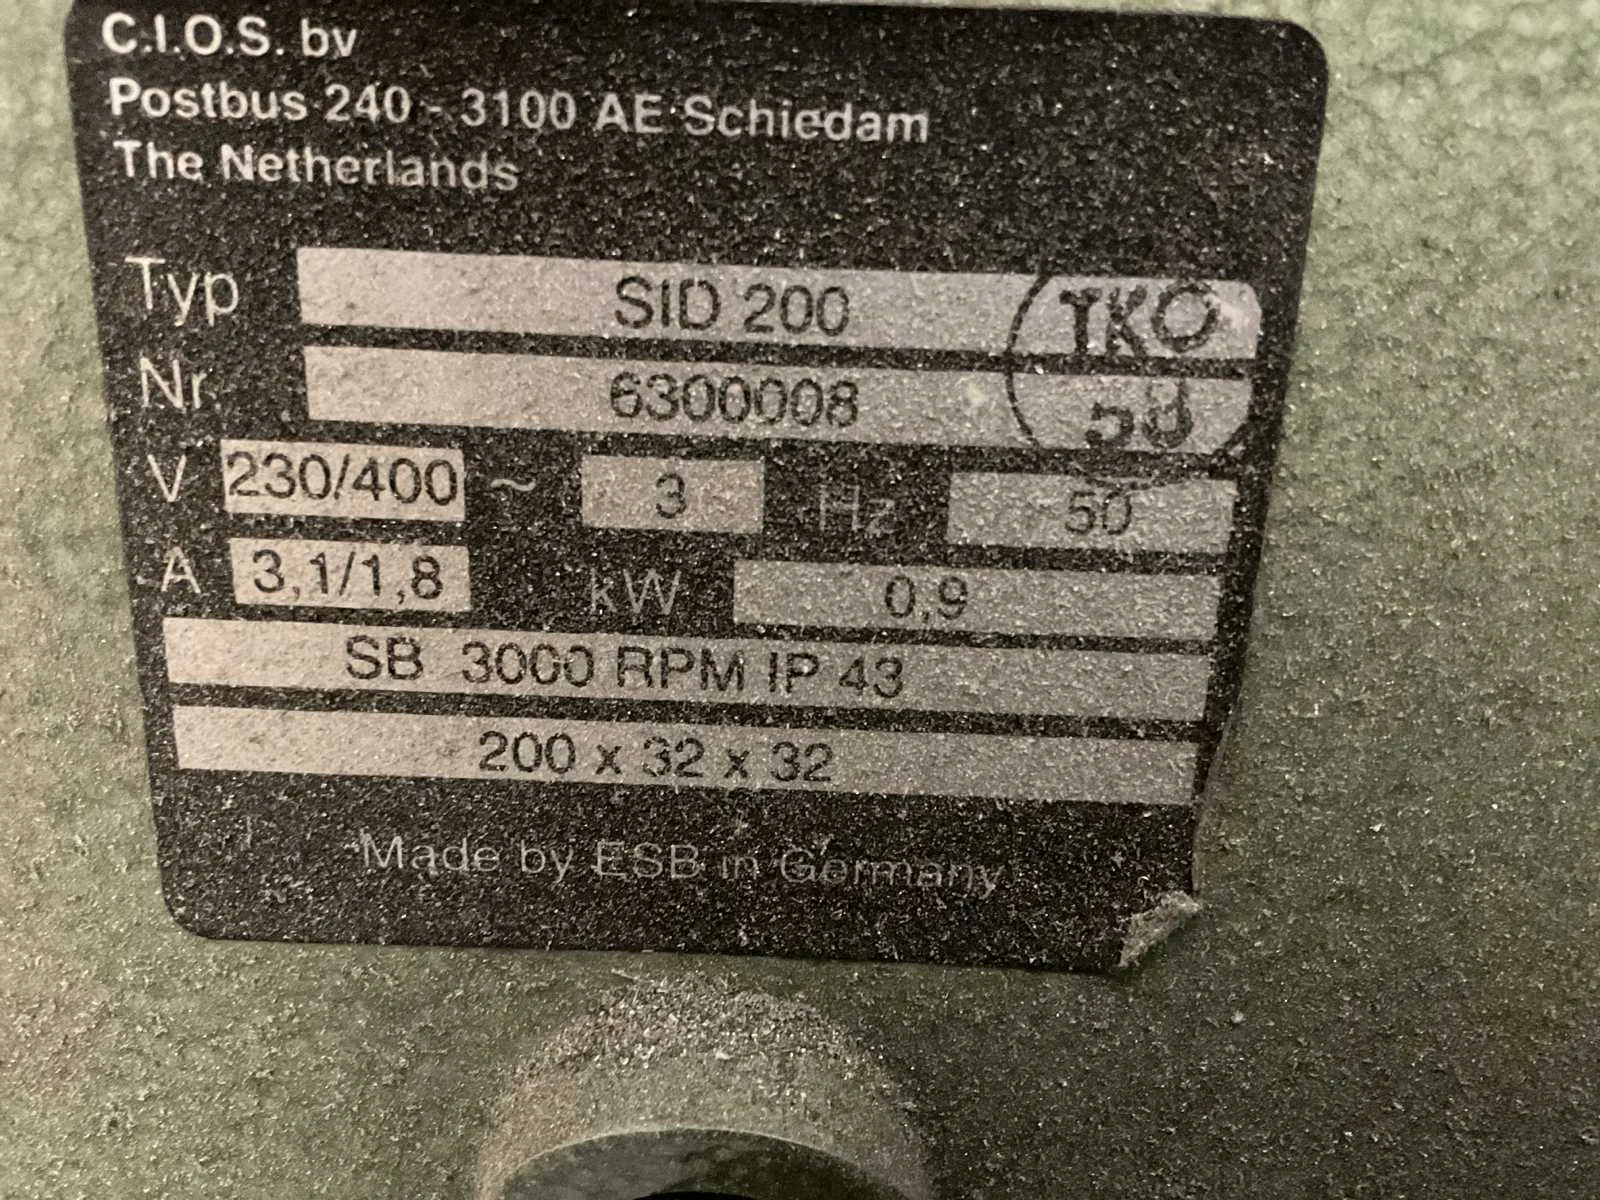 C.I.O.S. bv
Postbus 240 - 3100 AE Schiedam
The Netherlands
Typ SID 200
Nr. 6300008
TKO
58
V 230/400 ~ 3 Hz 50
A 3,1/1,8 kW 0,9
SB 3000 RPM IP 43
200 x 32 x 32
Made by ESB in Germany